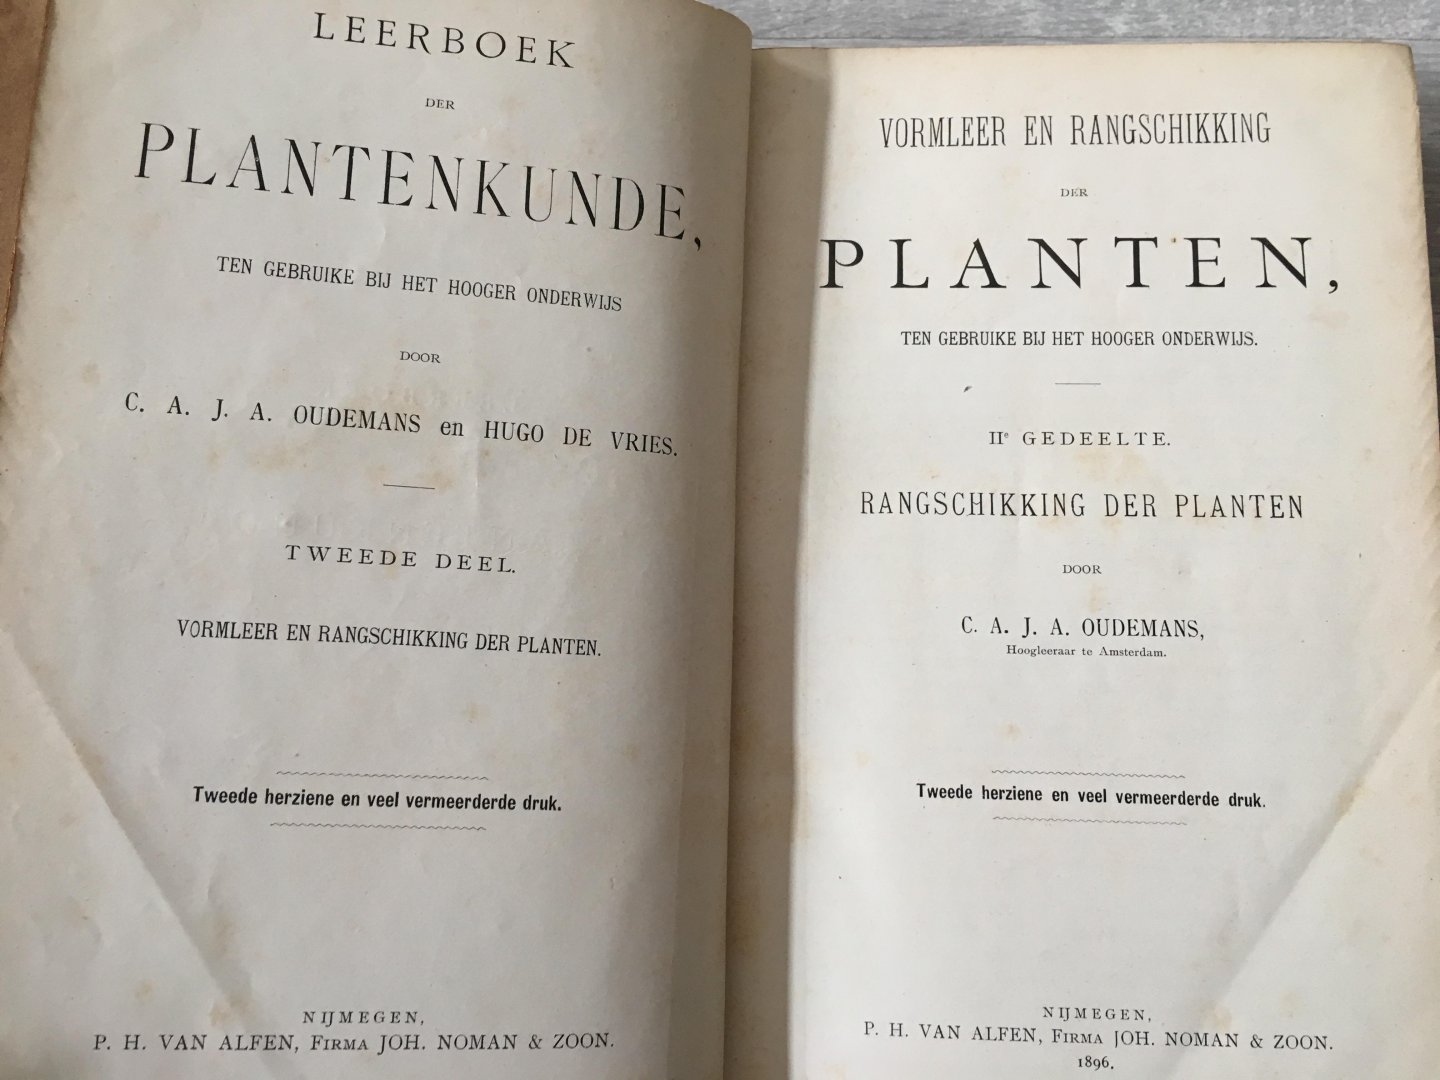 LEERBOEK
DER
PLANTENKUNDE,
TEN GEBRUIKE BIJ HET HOOGER ONDERWIJS
DOOR
C. A. J. A. OUDEMANS en HUGO DE VRIES.
TWEEDE DEEL.
VORMLEER EN RANGSCHIKKING DER PLANTEN.
Tweede herziene en veel vermeerderde druk.
NIJMEGEN,
P. H. VAN ALFEN, FIRMA JOH. NOMAN & ZOON.
VORMLEER EN RANGSCHIKKING
DER
PLANTEN,
TEN GEBRUIKE BIJ HET HOOGER ONDERWIJS.
IIe GEDEELTE.
RANGSCHIKKING DER PLANTEN
DOOR
C. A. J. A. OUDEMANS,
Hoogleeraar te Amsterdam.
Tweede herziene en veel vermeerderde druk.
NIJMEGEN,
P. H. VAN ALFEN, FIRMA JOH. NOMAN & ZOON.
1896.